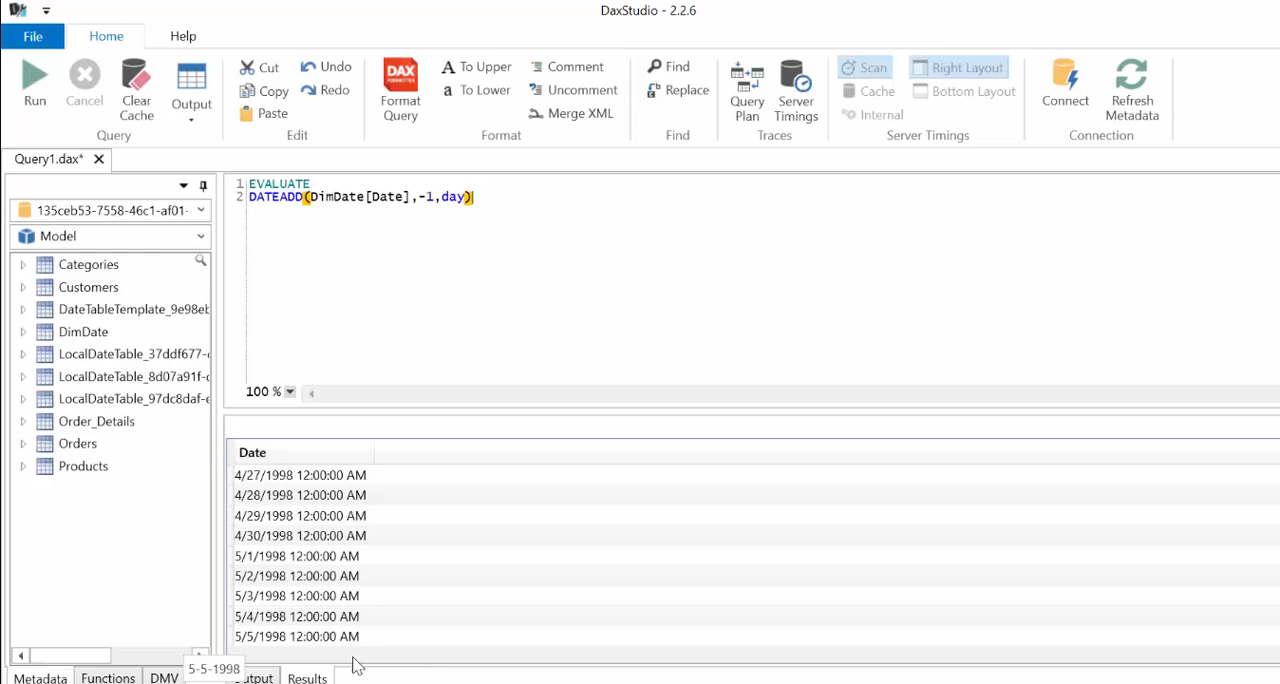 DaxStudio - 2.2.6
File Home Help
Run Cancel Clear Cache Output
Query
Cut Copy Paste Undo Redo
Edit
DAX FORMATTER Format Query To Upper To Lower Comment Uncomment Merge XML
Format
Find Replace
Find
Query Plan Server Timings
Traces
Scan Cache Internal Right Layout Bottom Layout
Server Timings
Connect Refresh Metadata
Connection
Query1.dax*
135ceb53-7558-46c1-af01-
Model
Categories
Customers
DateTableTemplate_9e98eb
DimDate
LocalDateTable_37ddf677-
LocalDateTable_8d07a91f-
LocalDateTable_97dc8daf-
Order_Details
Orders
Products
1 EVALUATE
2 DATEADD(DimDate[Date],-1,day)
100 %
Date
4/27/1998 12:00:00 AM
4/28/1998 12:00:00 AM
4/29/1998 12:00:00 AM
4/30/1998 12:00:00 AM
5/1/1998 12:00:00 AM
5/2/1998 12:00:00 AM
5/3/1998 12:00:00 AM
5/4/1998 12:00:00 AM
5/5/1998 12:00:00 AM
5-5-1998
Metadata Functions DMV Results